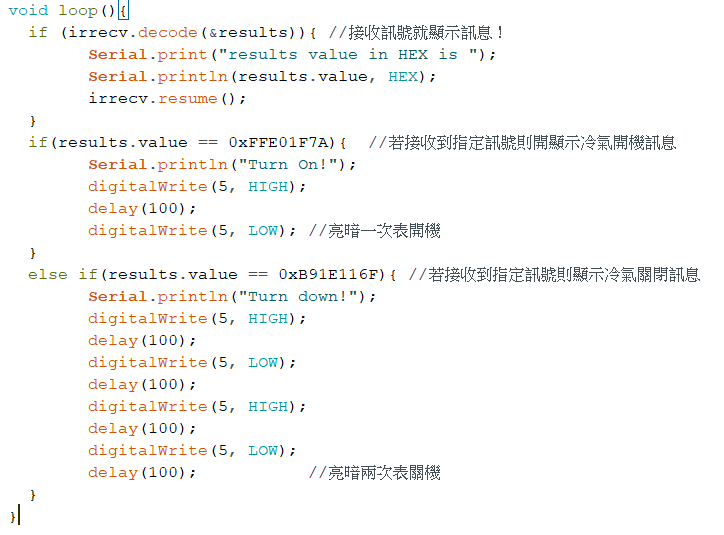 void loop(){
  if (irrecv.decode(&results)){ //接收訊號就顯示訊息！
        Serial.print("results value in HEX is ");
        Serial.println(results.value, HEX);
        irrecv.resume();
  }
  if(results.value == 0xFFE01F7A){  //若接收到指定訊號則開顯示冷氣開機訊息
        Serial.println("Turn On!");
        digitalWrite(5, HIGH);
        delay(100);
        digitalWrite(5, LOW); //亮暗一次表開機
  }
  else if(results.value == 0xB91E116F){ //若接收到指定訊號則顯示冷氣關閉訊息
        Serial.println("Turn down!");
        digitalWrite(5, HIGH);
        delay(100);
        digitalWrite(5, LOW);
        delay(100);
        digitalWrite(5, HIGH);
        delay(100);
        digitalWrite(5, LOW);
        delay(100);           //亮暗兩次表關機
  }
}